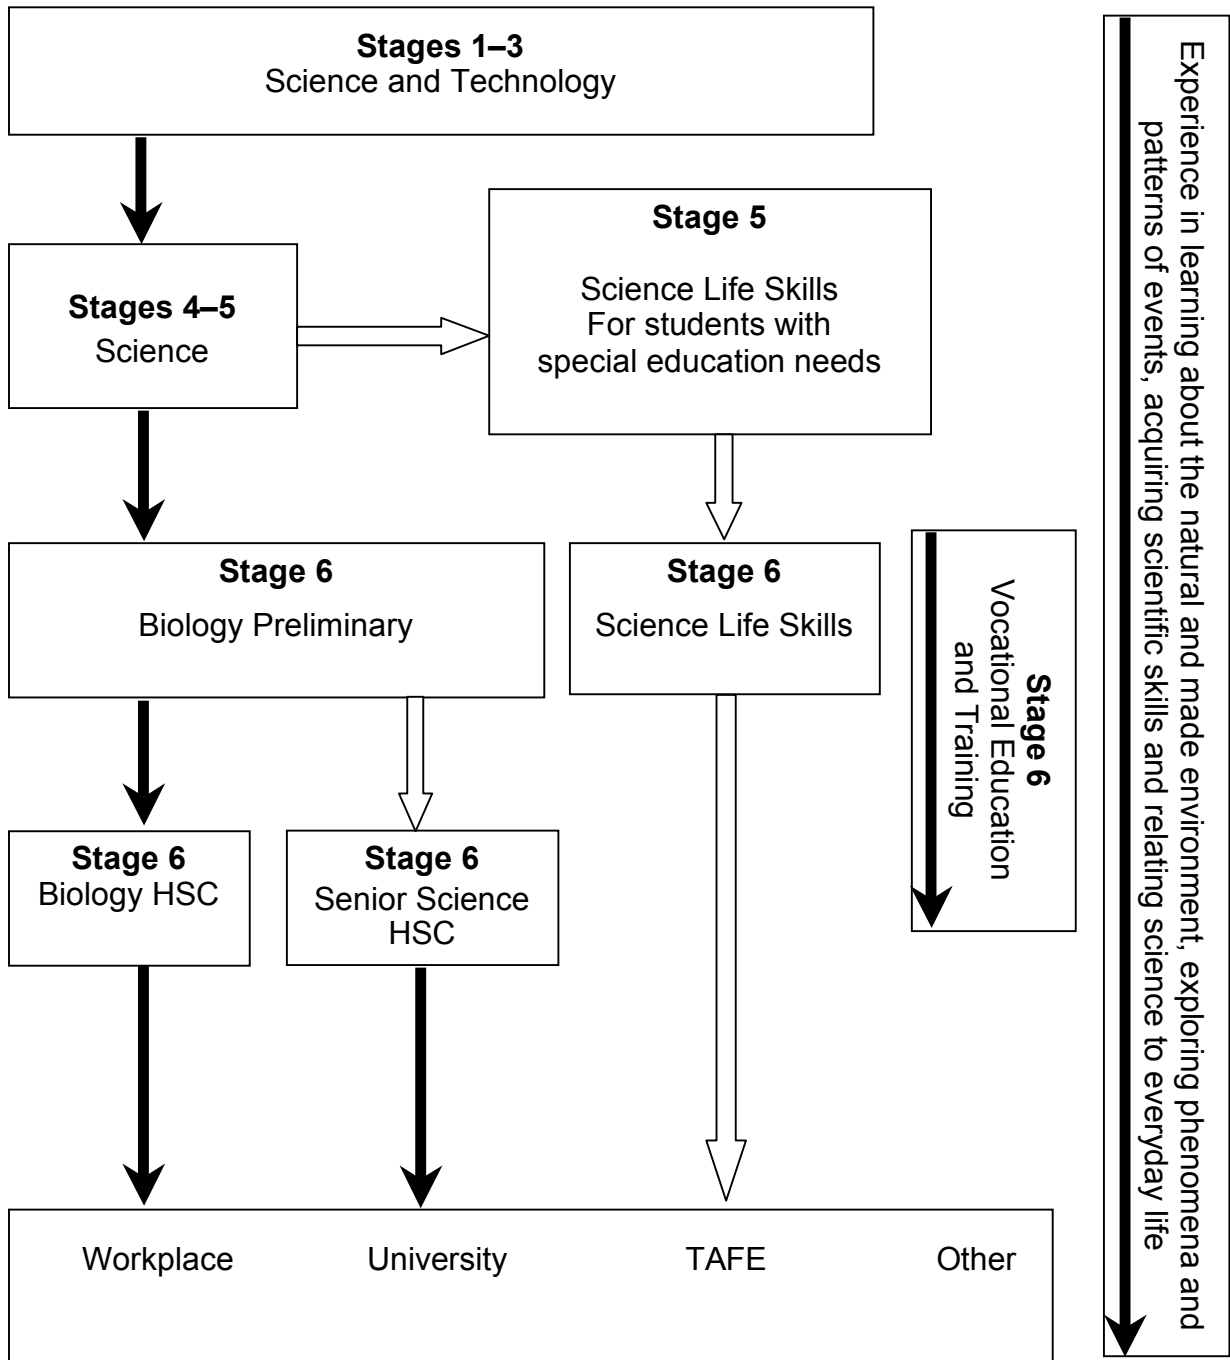 Stages 1–3
Science and Technology
Stage 5
Science Life Skills
For students with
special education needs
Stages 4–5
Science
Stage 6
Biology Preliminary
Stage 6
Science Life Skills
Stage 6
Vocational Education
and Training
Stage 6
Biology HSC
Stage 6
Senior Science
HSC
Workplace
University
TAFE
Other
Experience in learning about the natural and made environment, exploring phenomena and
patterns of events, acquiring scientific skills and relating science to everyday life